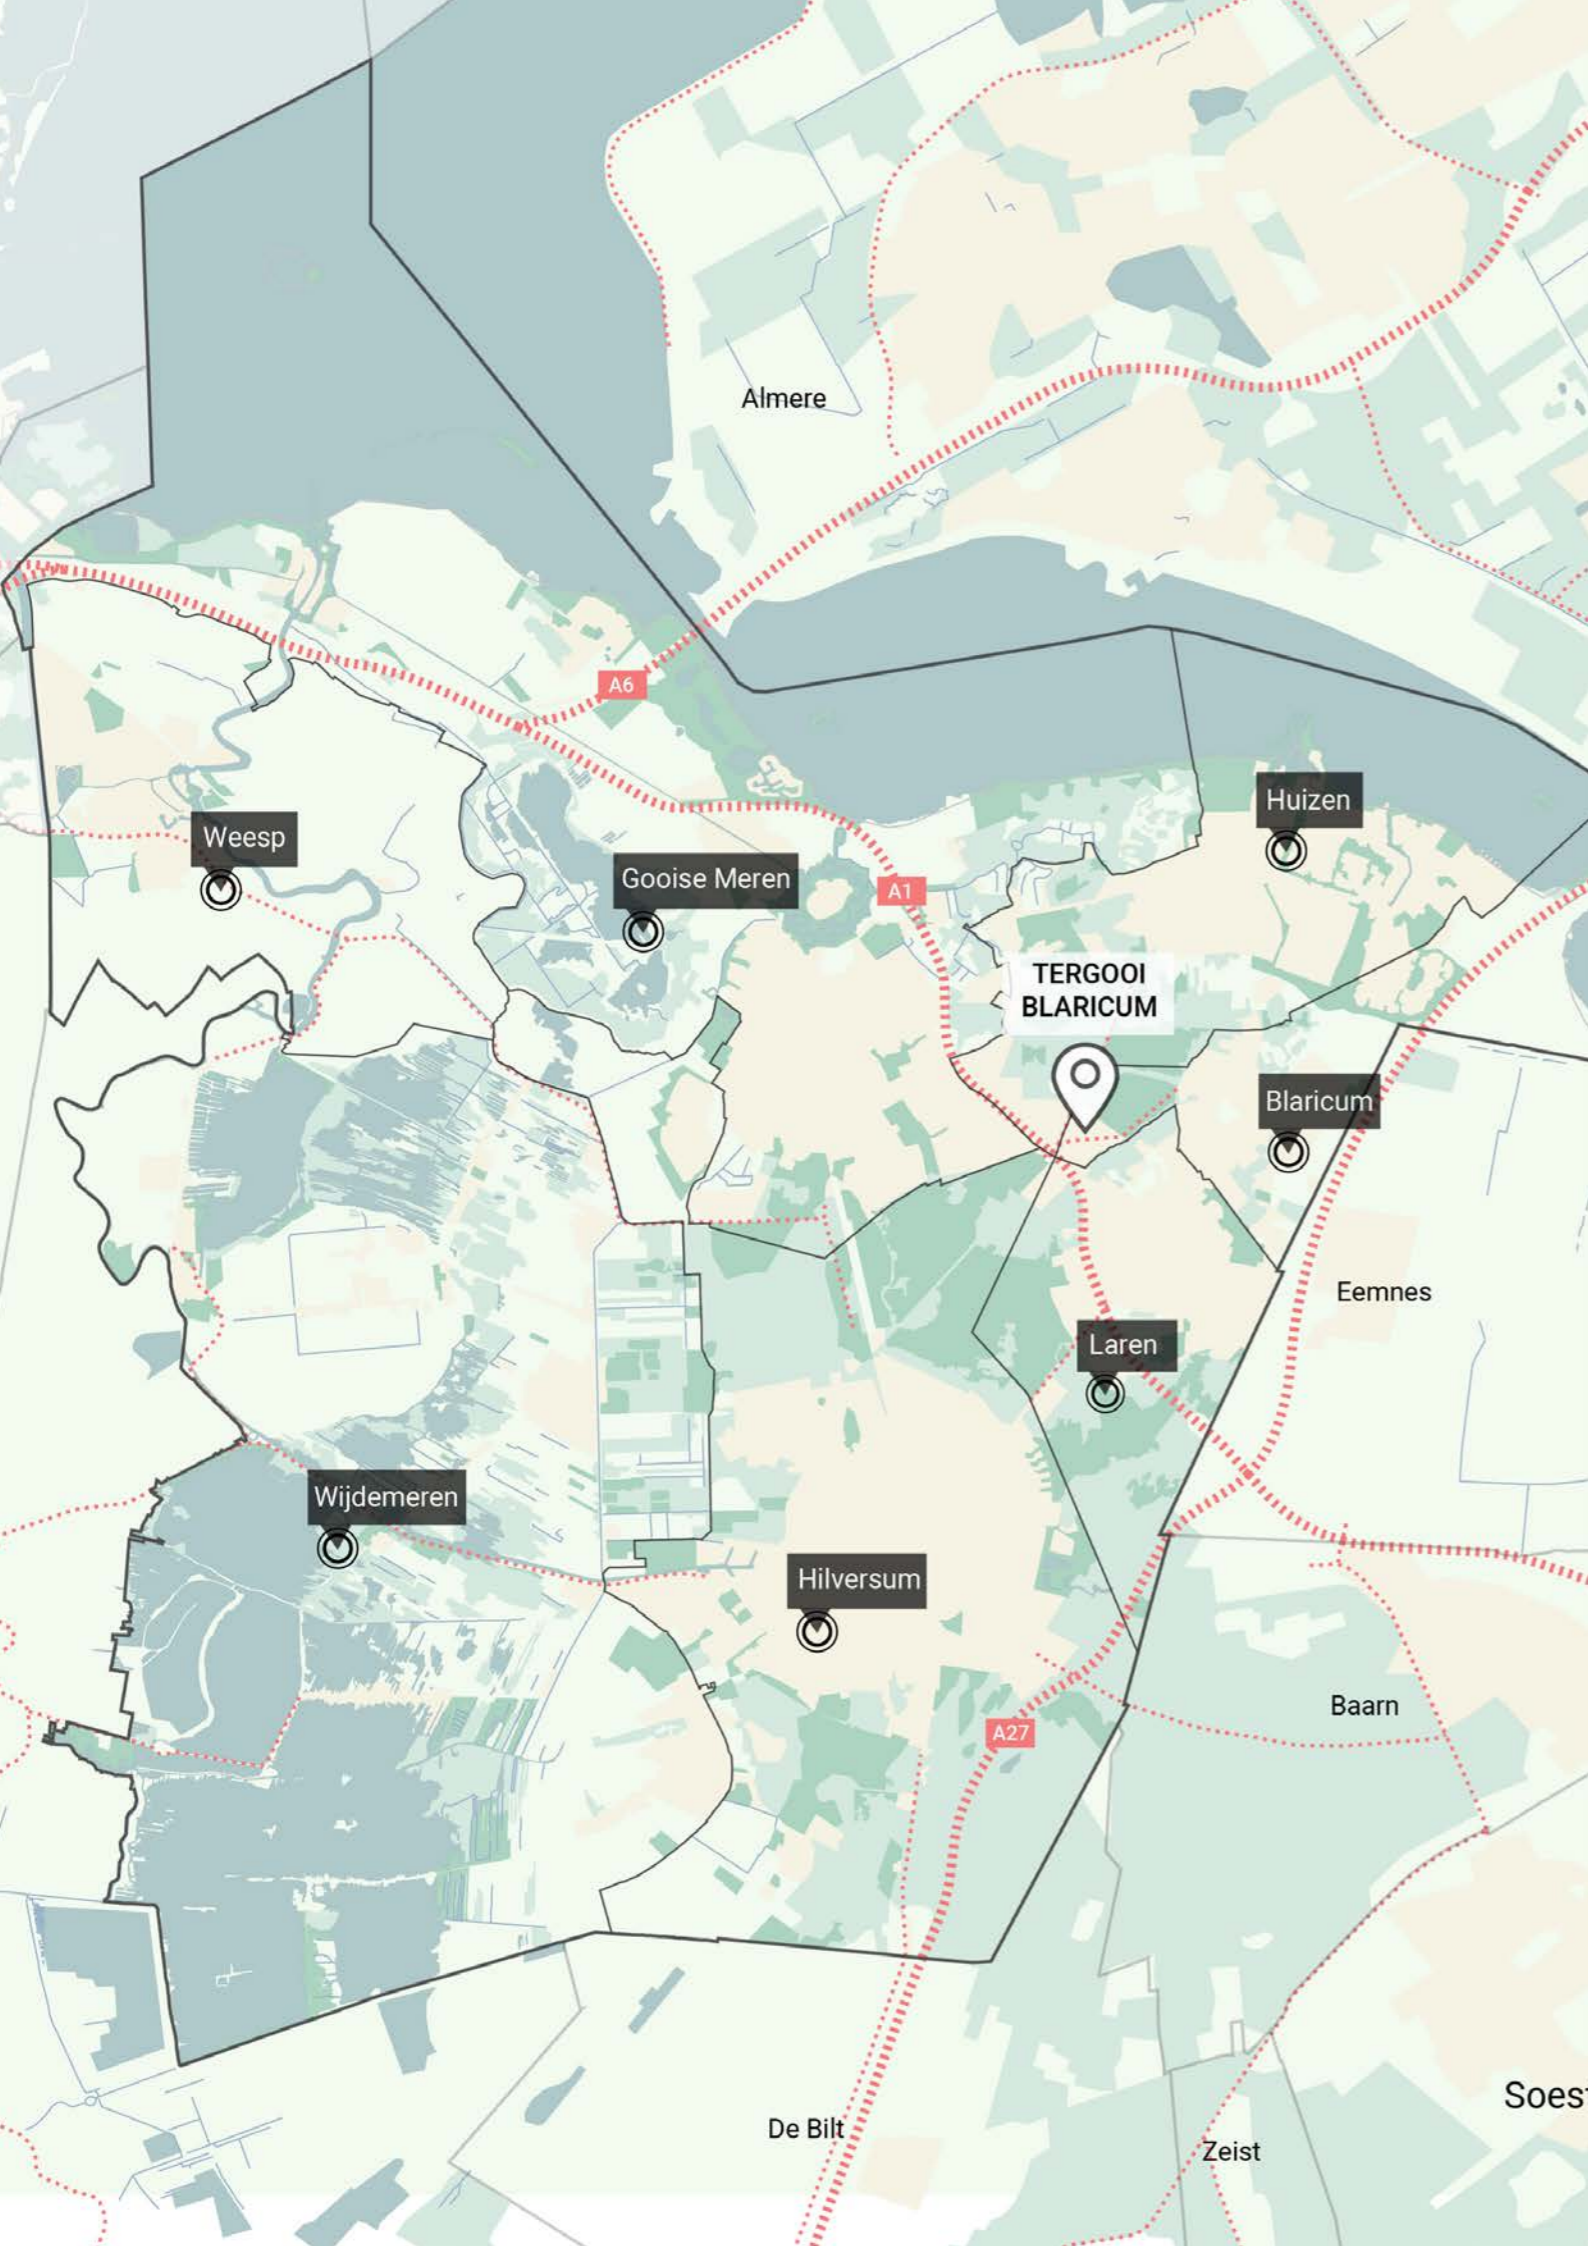 Almere
A6
Huizen
Weesp
Gooise Meren
A1
TERGOOI
BLARICUM
Blaricum
Eemnes
Laren
Wijdemeren
Hilversum
Baarn
A27
Soest
De Bilt
Zeist